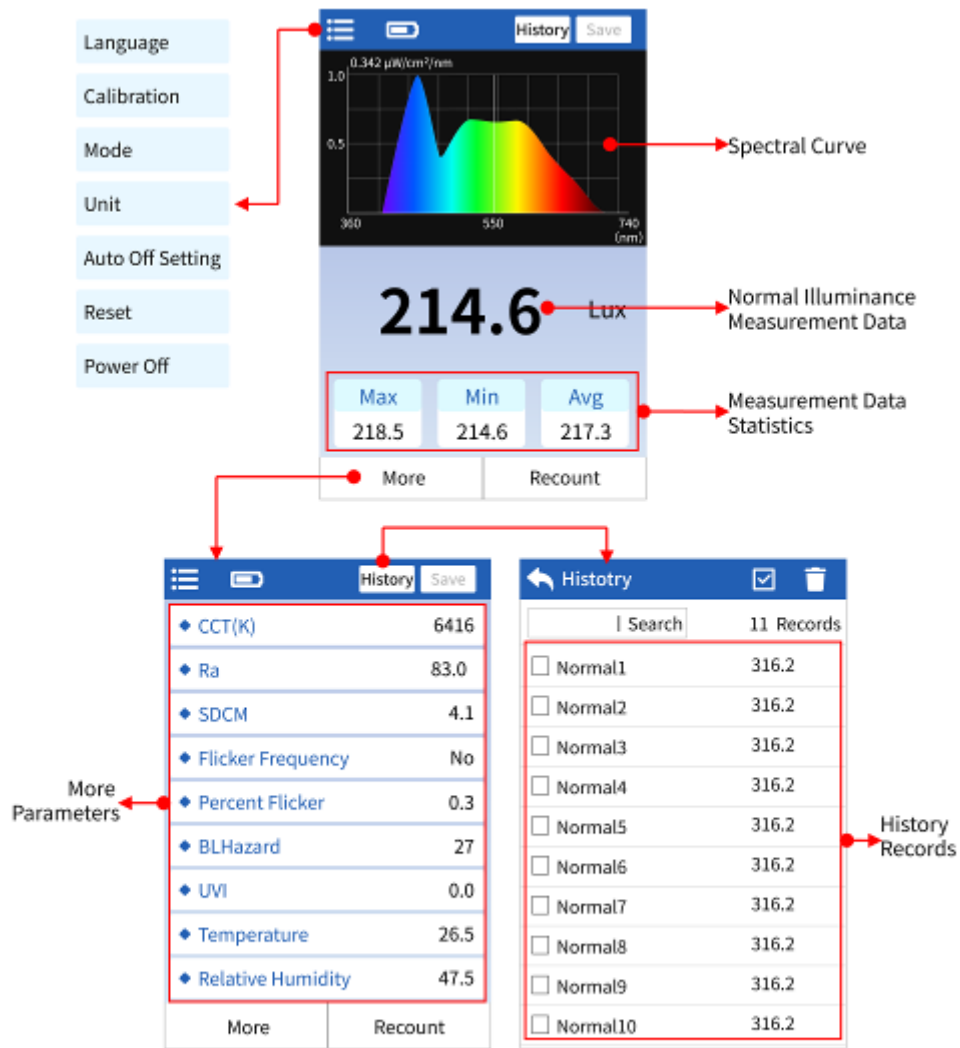 Language
Calibration
Mode
Unit
Auto Off Setting
Reset
Power Off
History Save
0.342 μW/cm²/nm
1.0
0.5
360 550 740
(nm)
Spectral Curve
214.6 Lux
Normal Illuminance
Measurement Data
Max Min Avg
218.5 214.6 217.3
Measurement Data
Statistics
More Recount
History Save
CCT(K) 6416
Ra 83.0
SDCM 4.1
Flicker Frequency No
Percent Flicker 0.3
BLHazard 27
UVI 0.0
Temperature 26.5
Relative Humidity 47.5
More Recount
More
Parameters
Histotry
Search 11 Records
Normal1 316.2
Normal2 316.2
Normal3 316.2
Normal4 316.2
Normal5 316.2
Normal6 316.2
Normal7 316.2
Normal8 316.2
Normal9 316.2
Normal10 316.2
History
Records